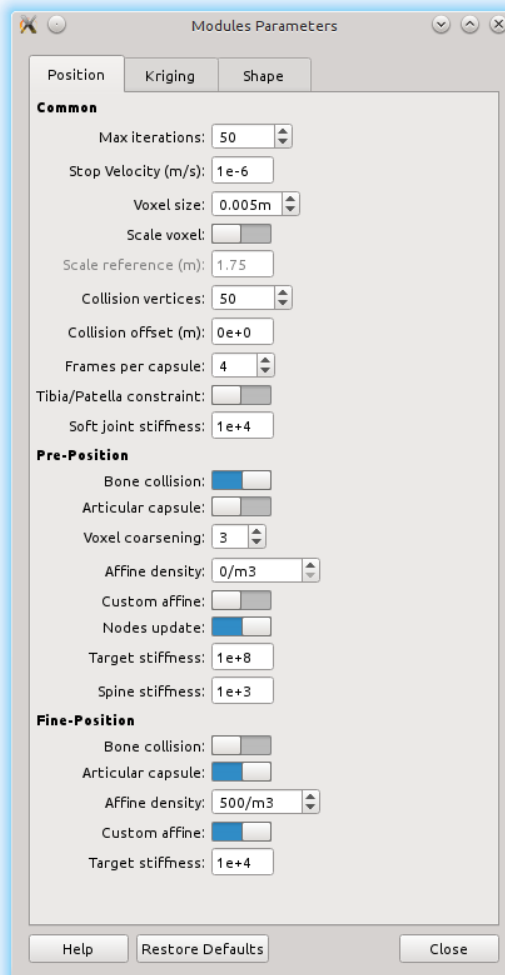 Modules Parameters
Position Kriging Shape
Common
Max iterations: 50
Stop Velocity (m/s): 1e-6
Voxel size: 0.005m
Scale voxel:
Scale reference (m): 1.75
Collision vertices: 50
Collision offset (m): 0e+0
Frames per capsule: 4
Tibia/Patella constraint:
Soft joint stiffness: 1e+4
Pre-Position
Bone collision:
Articular capsule:
Voxel coarsening: 3
Affine density: 0/m3
Custom affine:
Nodes update:
Target stiffness: 1e+8
Spine stiffness: 1e+3
Fine-Position
Bone collision:
Articular capsule:
Affine density: 500/m3
Custom affine:
Target stiffness: 1e+4
Help Restore Defaults Close